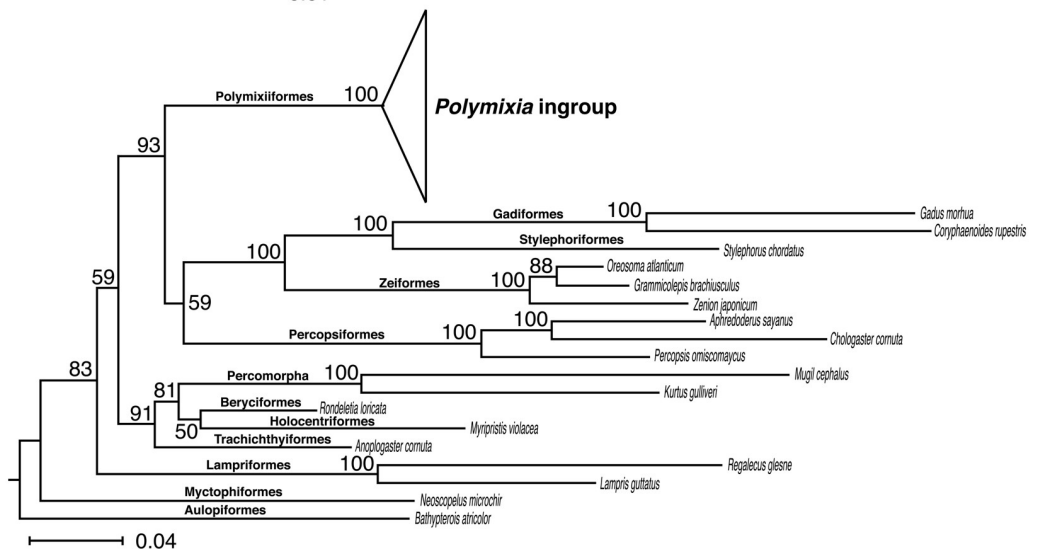 Polymixiiformes 100
Polymixia ingroup
93
Gadiformes 100 Gadus morhua
Coryphaenoides rupestris
100
Stylephoriformes Stylephorus chordatus
100
88 Oreosoma atlanticum
Zeiformes 100 Grammicolepis brachiusculus
Zenion japonicum
59
59
100 Aphredoderus sayanus
Percopsiformes 100 Chologaster cornuta
Percopsis omiscomaycus
83
Percomorpha 100 Mugil cephalus
Kurtus gulliveri
81
Beryciformes Rondeletia loricata
91
50
Holocentriformes Myripristis violacea
Trachichthyiformes Anoplogaster cornuta
Lampriformes 100 Regalecus glesne
Lampris guttatus
Myctophiformes Neoscopelus microchir
Aulopiformes Bathypterois atricolor
0.04